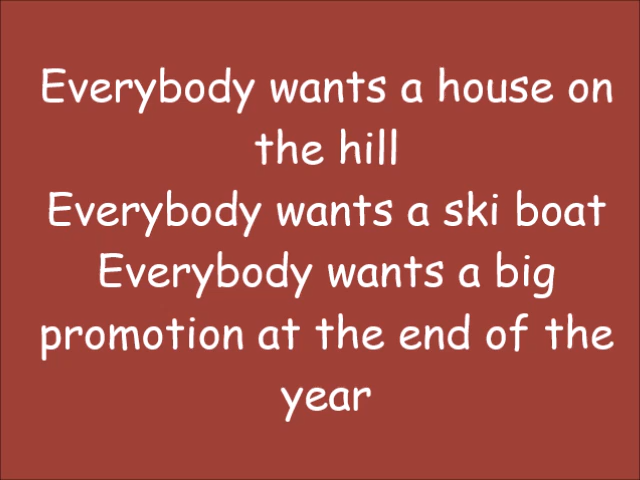 Everybody wants a house on
the hill
Everybody wants a ski boat
Everybody wants a big
promotion at the end of the
year